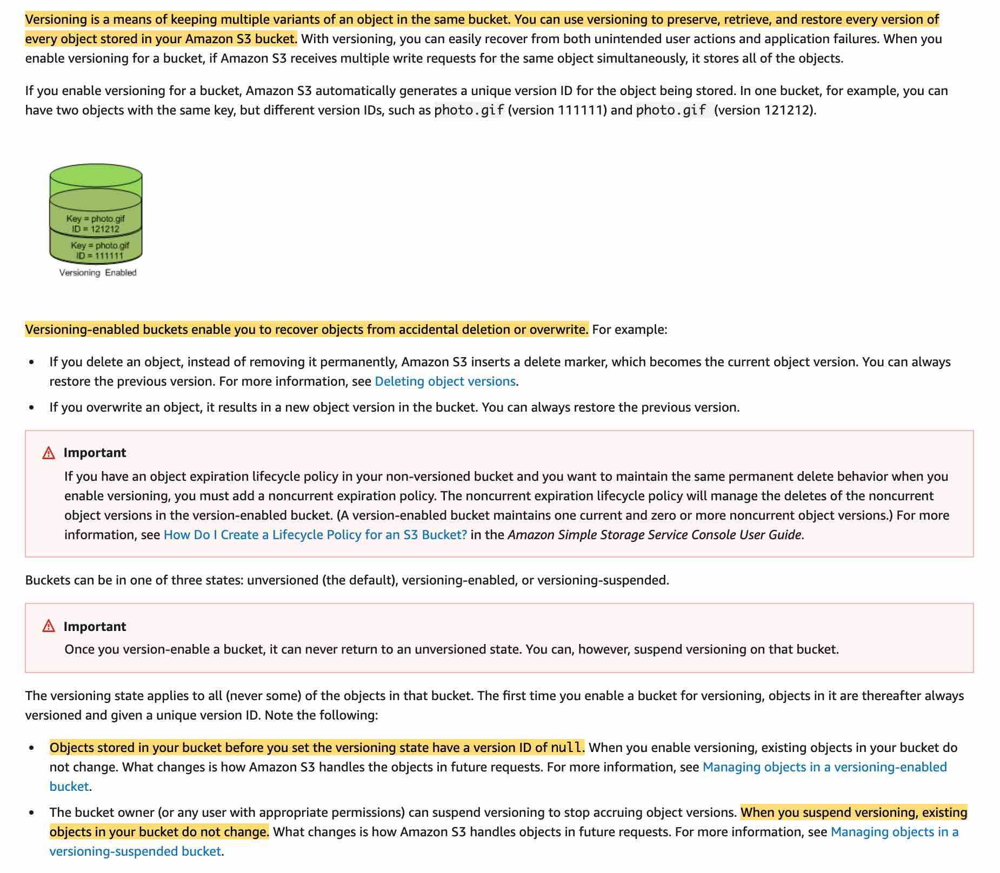 Versioning is a means of keeping multiple variants of an object in the same bucket. You can use versioning to preserve, retrieve, and restore every version of
every object stored in your Amazon S3 bucket. With versioning, you can easily recover from both unintended user actions and application failures. When you
enable versioning for a bucket, if Amazon S3 receives multiple write requests for the same object simultaneously, it stores all of the objects.
If you enable versioning for a bucket, Amazon S3 automatically generates a unique version ID for the object being stored. In one bucket, for example, you can
have two objects with the same key, but different version IDs, such as photo.gif (version 111111) and photo.gif (version 121212).
Key = photo.gif
ID = 121212
Key = photo.gif
ID = 111111
Versioning Enabled
Versioning-enabled buckets enable you to recover objects from accidental deletion or overwrite. For example:
• If you delete an object, instead of removing it permanently, Amazon S3 inserts a delete marker, which becomes the current object version. You can always
restore the previous version. For more information, see Deleting object versions.
• If you overwrite an object, it results in a new object version in the bucket. You can always restore the previous version.
Important
If you have an object expiration lifecycle policy in your non-versioned bucket and you want to maintain the same permanent delete behavior when you
enable versioning, you must add a noncurrent expiration policy. The noncurrent expiration lifecycle policy will manage the deletes of the noncurrent
object versions in the version-enabled bucket. (A version-enabled bucket maintains one current and zero or more noncurrent object versions.) For more
information, see How Do I Create a Lifecycle Policy for an S3 Bucket? in the Amazon Simple Storage Service Console User Guide.
Buckets can be in one of three states: unversioned (the default), versioning-enabled, or versioning-suspended.
Important
Once you version-enable a bucket, it can never return to an unversioned state. You can, however, suspend versioning on that bucket.
The versioning state applies to all (never some) of the objects in that bucket. The first time you enable a bucket for versioning, objects in it are thereafter always
versioned and given a unique version ID. Note the following:
• Objects stored in your bucket before you set the versioning state have a version ID of null. When you enable versioning, existing objects in your bucket do
not change. What changes is how Amazon S3 handles the objects in future requests. For more information, see Managing objects in a versioning-enabled
bucket.
• The bucket owner (or any user with appropriate permissions) can suspend versioning to stop accruing object versions. When you suspend versioning, existing
objects in your bucket do not change. What changes is how Amazon S3 handles objects in future requests. For more information, see Managing objects in a
versioning-suspended bucket.